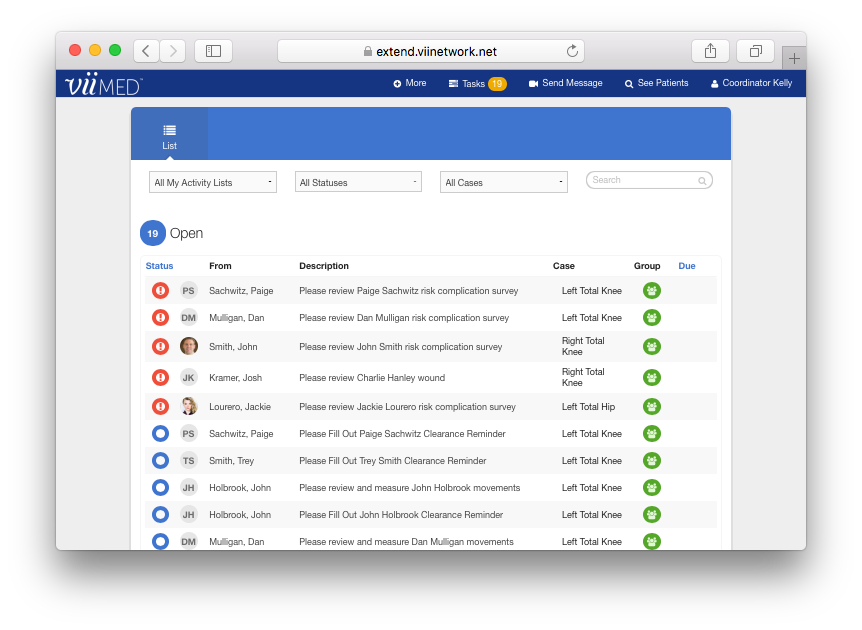 extend.viinetwork.net
viiMED™ More Tasks 19 Send Message See Patients Coordinator Kelly
List
All My Activity Lists All Statuses All Cases Search
19 Open
Status From Description Case Group Due
PS Sachwitz, Paige Please review Paige Sachwitz risk complication survey Left Total Knee
DM Mulligan, Dan Please review Dan Mulligan risk complication survey Left Total Knee
Smith, John Please review John Smith risk complication survey Right Total
Knee
JK Kramer, Josh Please review Charlie Hanley wound Right Total
Knee
Lourero, Jackie Please review Jackie Lourero risk complication survey Left Total Hip
PS Sachwitz, Paige Please Fill Out Paige Sachwitz Clearance Reminder Left Total Knee
TS Smith, Trey Please Fill Out Trey Smith Clearance Reminder Left Total Knee
JH Holbrook, John Please review and measure John Holbrook movements Left Total Knee
JH Holbrook, John Please Fill Out John Holbrook Clearance Reminder Left Total Knee
DM Mulligan, Dan Please review and measure Dan Mulligan movements Left Total Knee